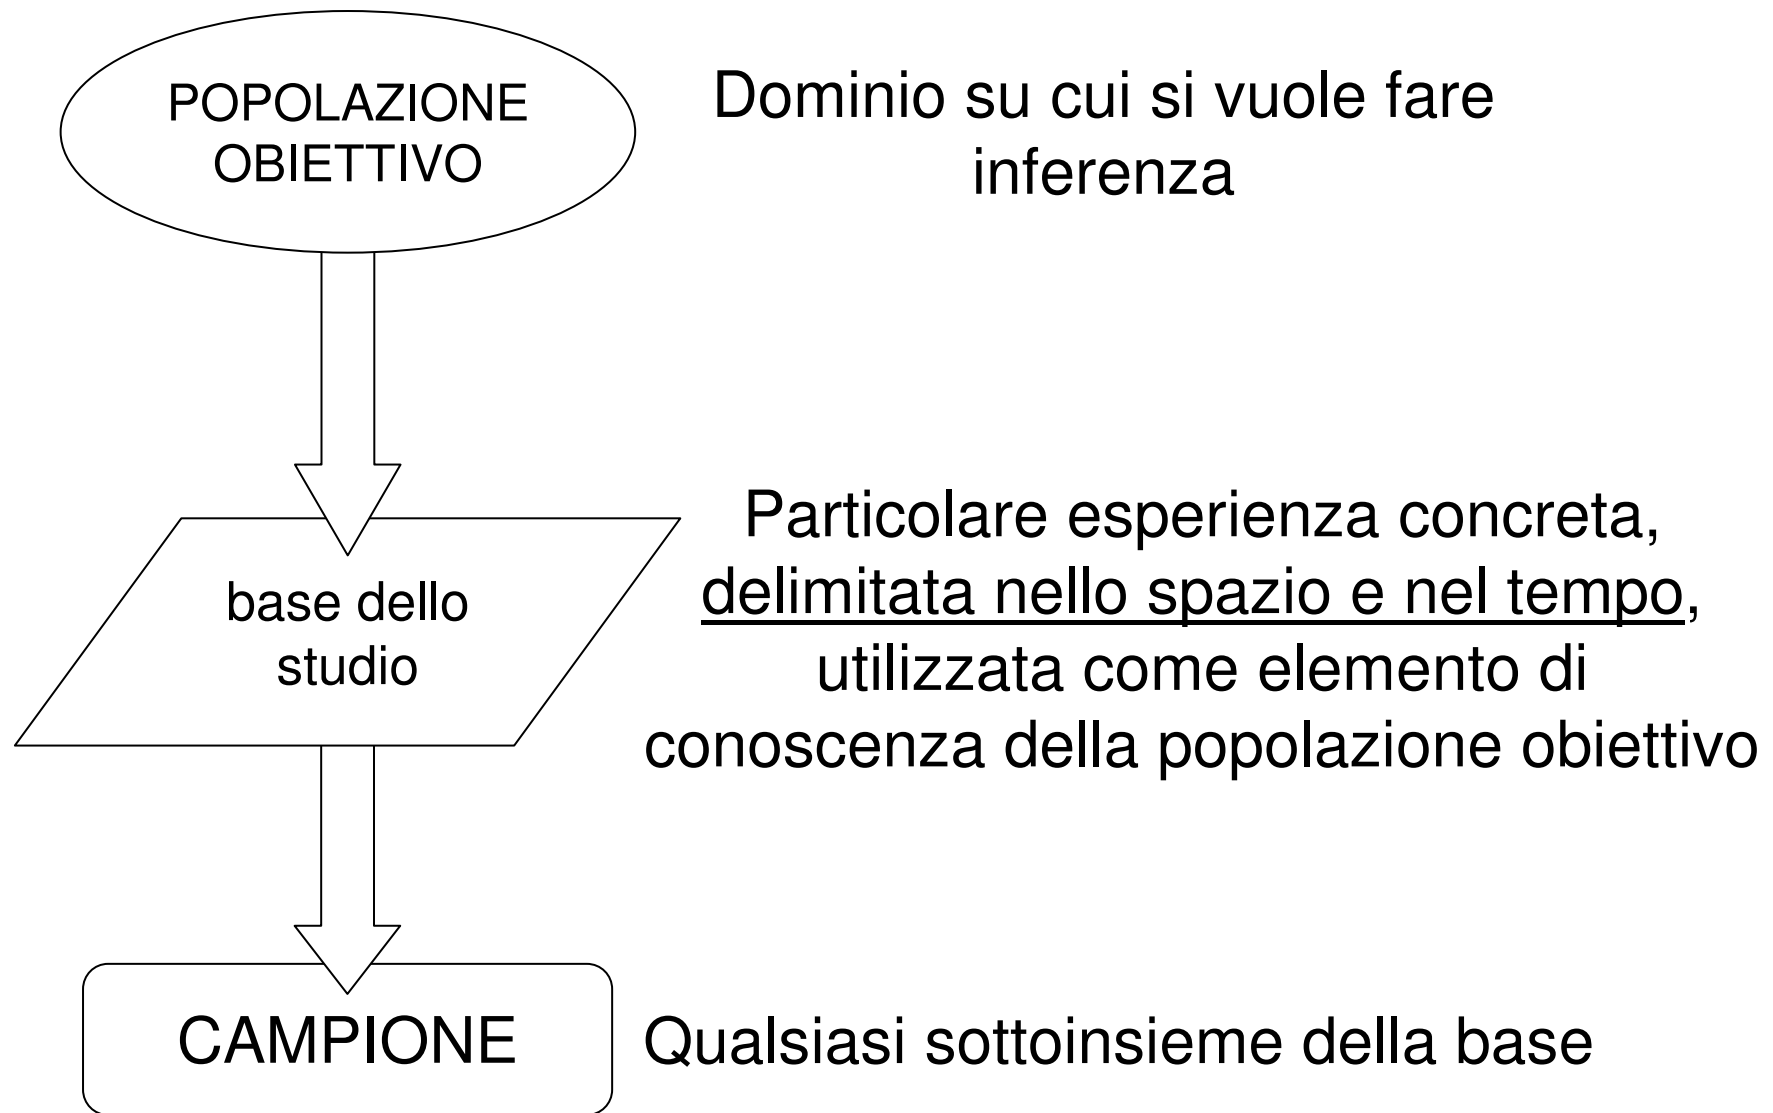 POPOLAZIONE
OBIETTIVO
Dominio su cui si vuole fare
inferenza
base dello
studio
Particolare esperienza concreta,
delimitata nello spazio e nel tempo,
utilizzata come elemento di
conoscenza della popolazione obiettivo
CAMPIONE
Qualsiasi sottoinsieme della base